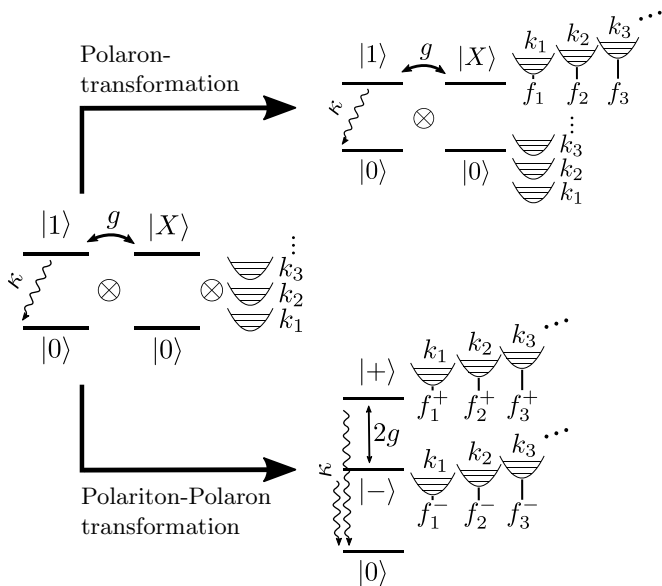 Polaron-
transformation
|1⟩ g |X⟩ k₁ k₂ k₃ ...
κ ⊗ f₁ f₂ f₃
|0⟩ |0⟩
⋮
k₃
k₂
k₁
|1⟩ g |X⟩
κ ⊗ ⊗
|0⟩ |0⟩
⋮
k₃
k₂
k₁
|+⟩ k₁ k₂ k₃ ...
f₁⁺ f₂⁺ f₃⁺
κ 2g
|−⟩ k₁ k₂ k₃ ...
f₁⁻ f₂⁻ f₃⁻
|0⟩
Polariton-Polaron
transformation